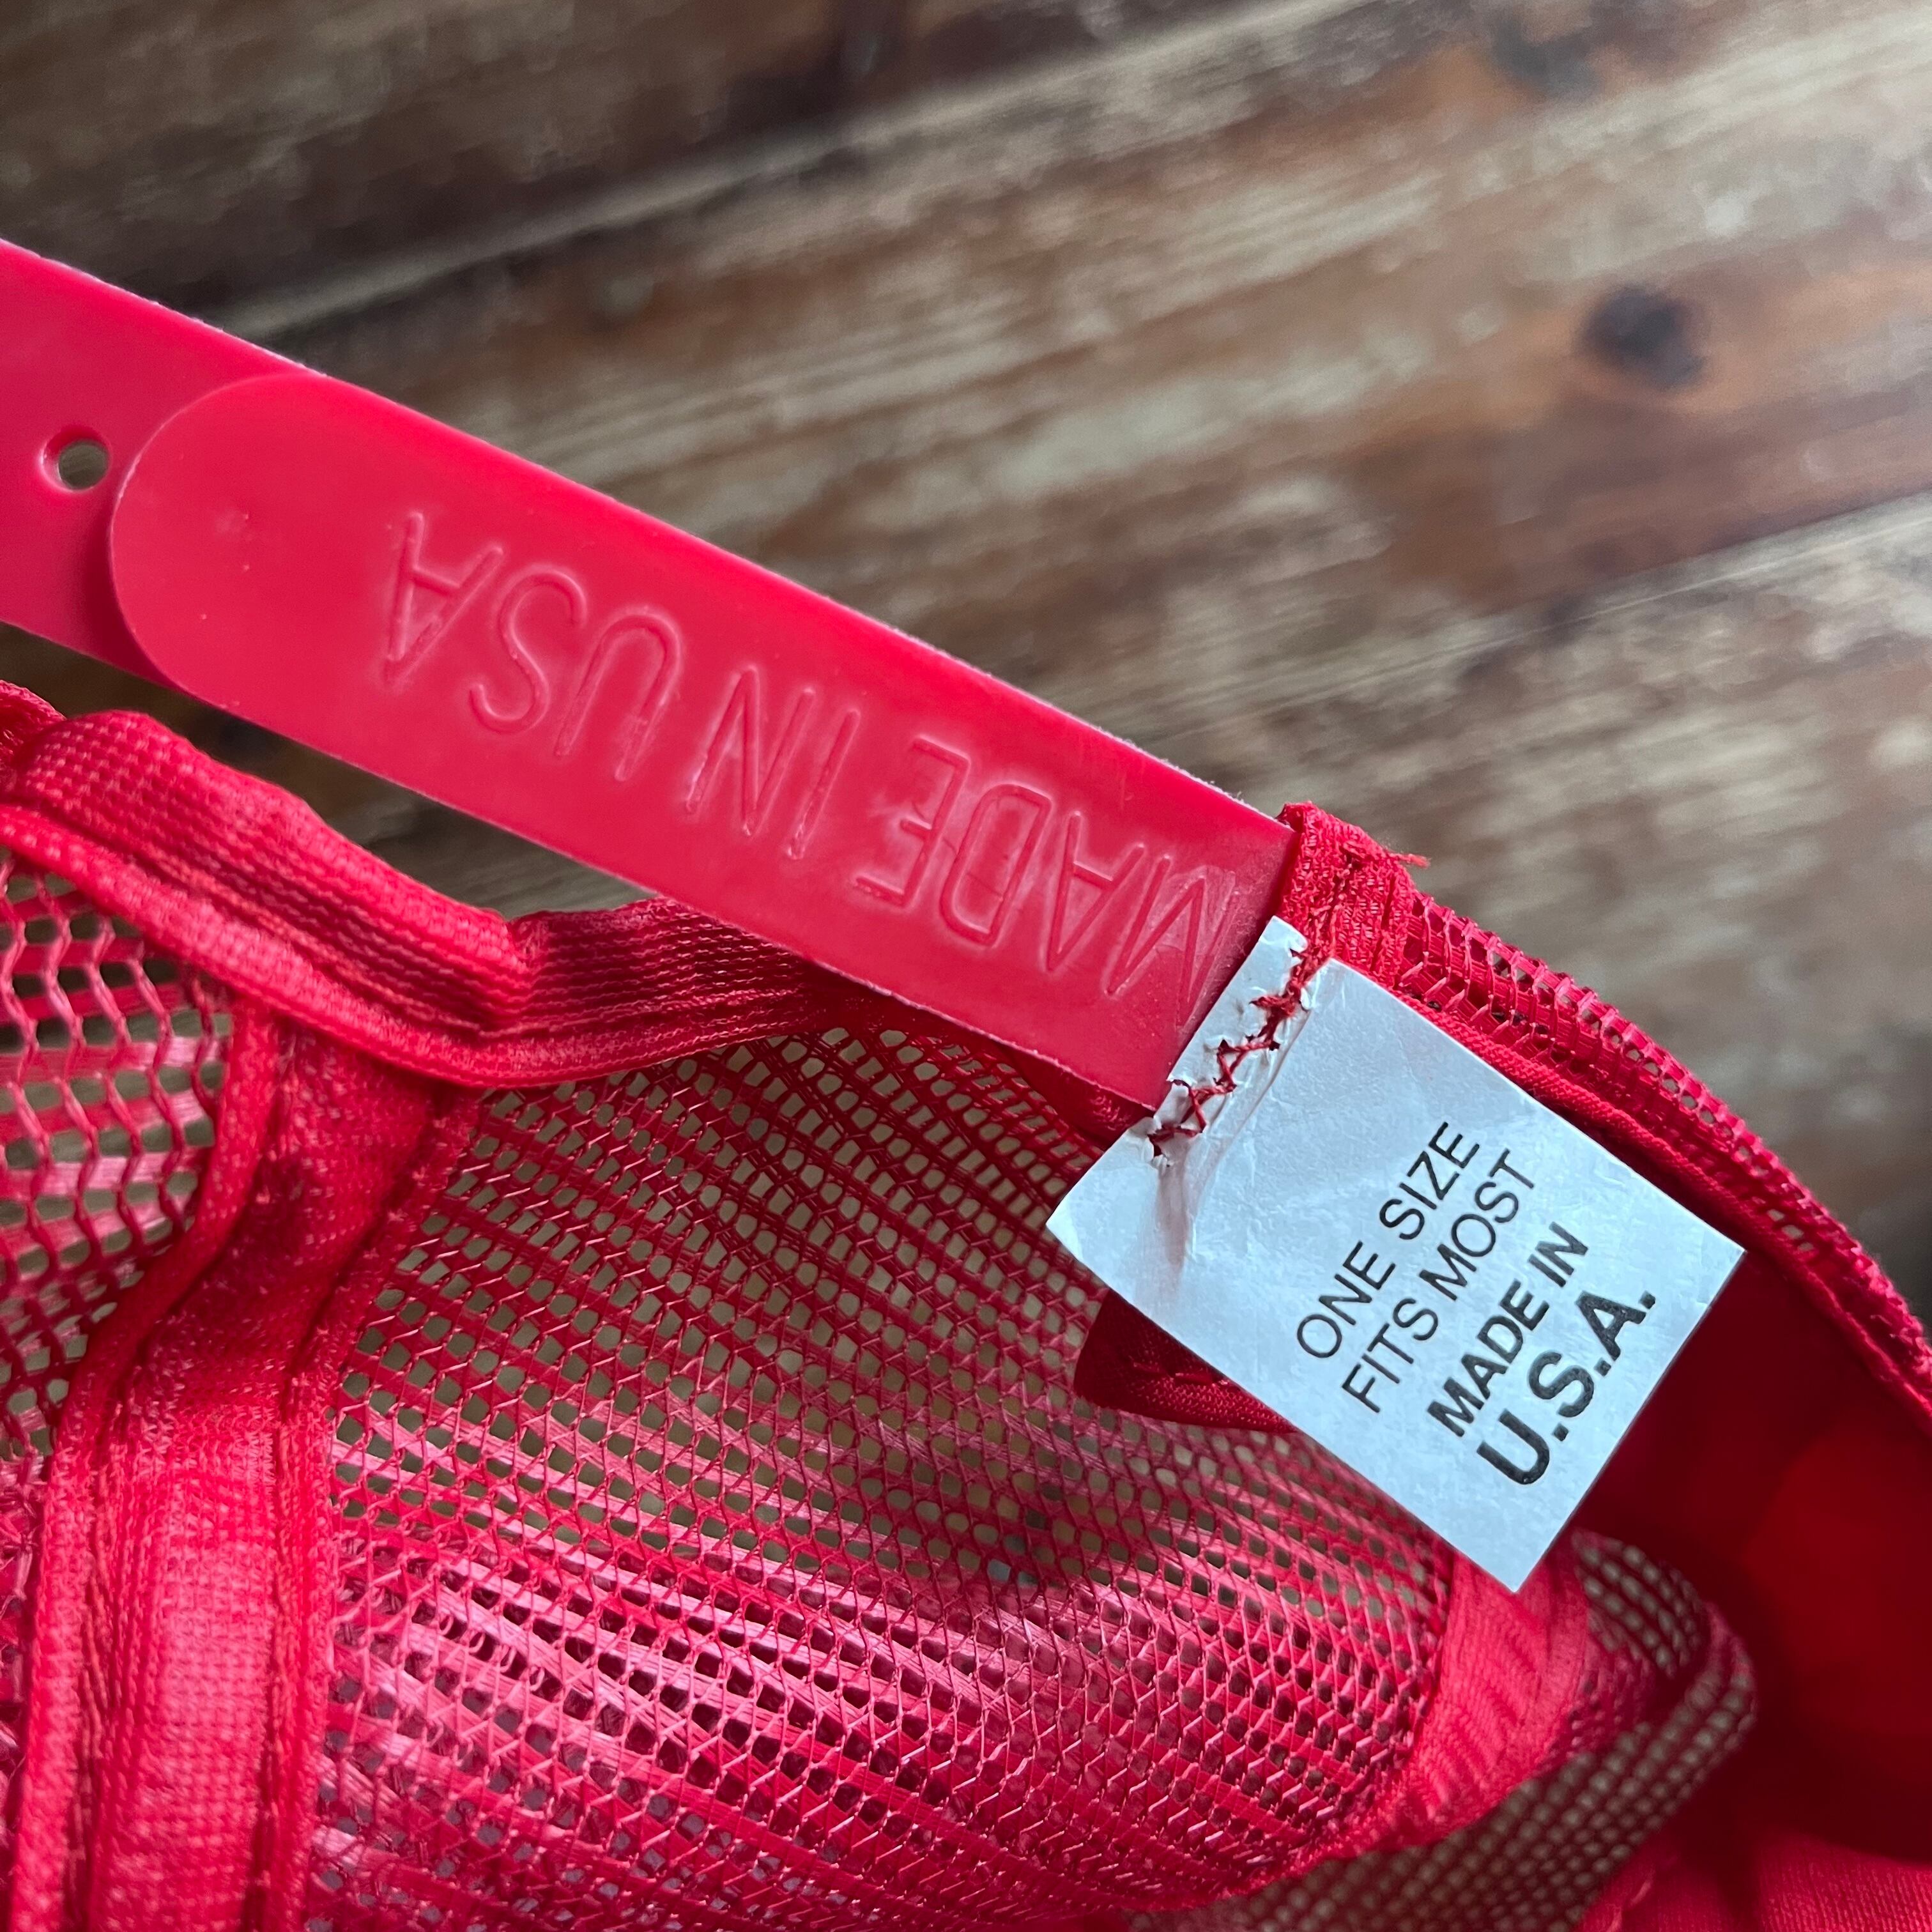 MADE IN USA
ONE SIZE
FITS MOST
MADE IN
U.S.A.